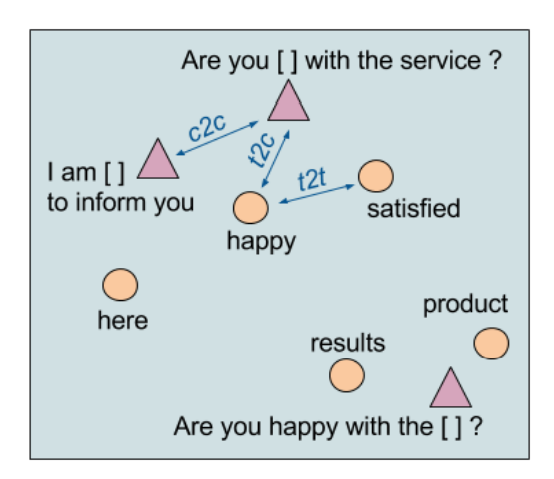 Are you [ ] with the service ?
c2c
t2c
I am [ ]
to inform you
t2t
satisfied
happy
here
product
results
Are you happy with the [ ] ?